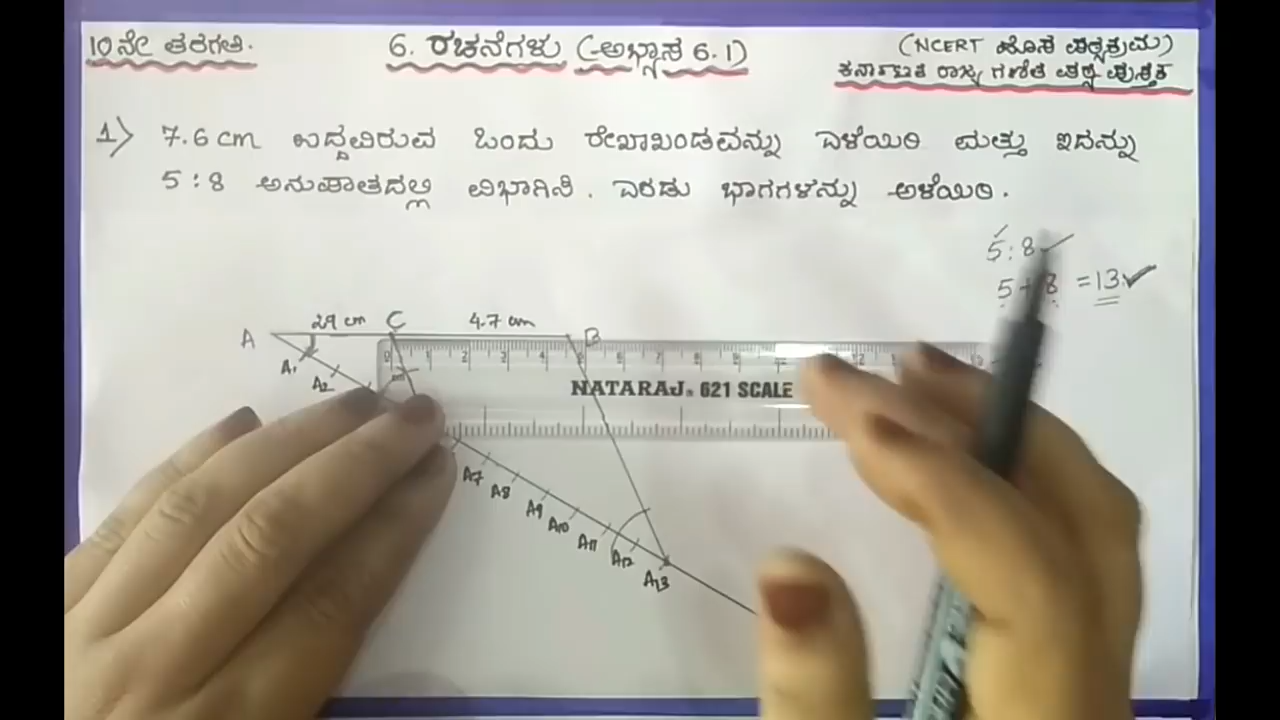 10ನೇ ತರಗತಿ.
6. ರಚನೆಗಳು (ಅಭ್ಯಾಸ 6.1)
(NCERT ಹೊಸ ಪಠ್ಯಕ್ರಮ)
ಕರ್ನಾಟಕ ರಾಜ್ಯ ಗಣಿತ ಪಠ್ಯ ಪುಸ್ತಕ
1) 7.6 cm ಉದ್ದವಿರುವ ಒಂದು ರೇಖಾಖಂಡವನ್ನು ಎಳೆಯಿರಿ ಮತ್ತು ಇದನ್ನು
5:8 ಅನುಪಾತದಲ್ಲಿ ವಿಭಾಗಿಸಿ. ಎರಡು ಭಾಗಗಳನ್ನು ಅಳೆಯಿರಿ.
5:8
5+8 =13
A 2.9 cm C 4.7 cm B
A1
A2
NATARAJ 621 SCALE
A7
A8
A9
A10
A11
A12
A13